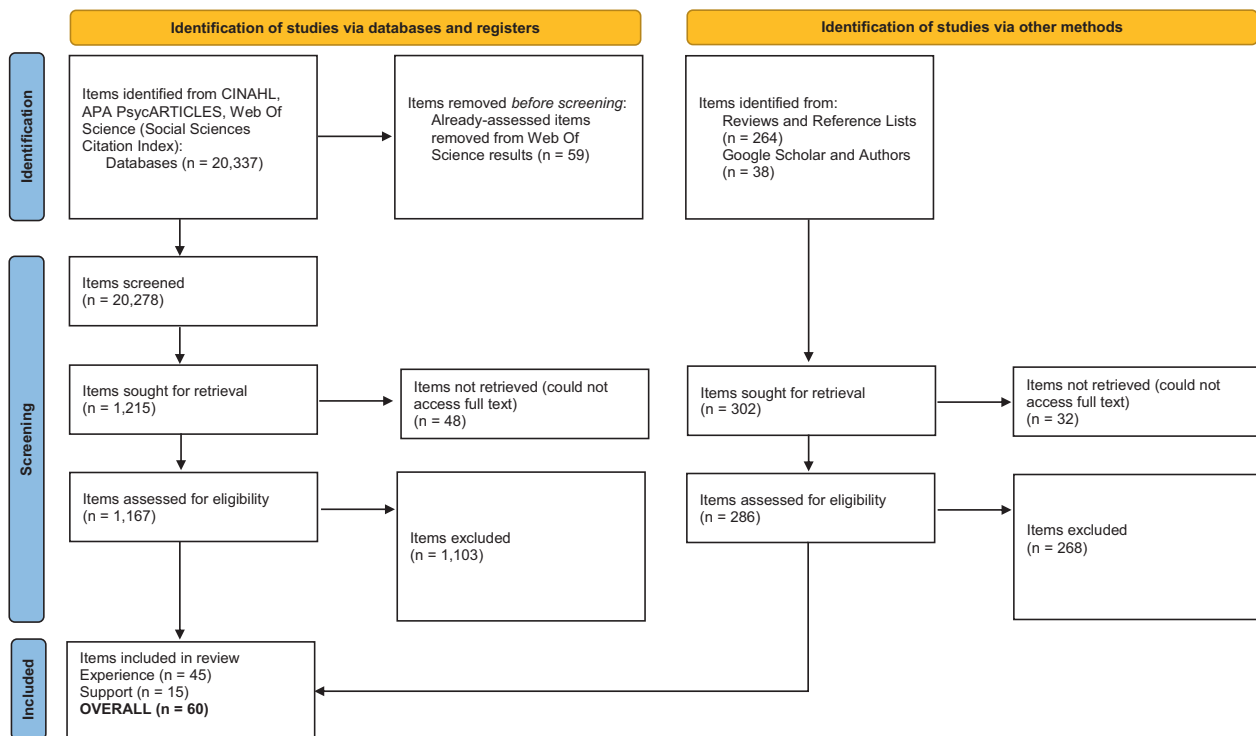 Identification of studies via databases and registers
Identification of studies via other methods
Identification
Items identified from CINAHL,
APA PsycARTICLES, Web Of
Science (Social Sciences
Citation Index):
Databases (n = 20,337)
Items removed before screening:
Already-assessed items
removed from Web Of
Science results (n = 59)
Items identified from:
Reviews and Reference Lists
(n = 264)
Google Scholar and Authors
(n = 38)
Screening
Items screened
(n = 20,278)
Items sought for retrieval
(n = 1,215)
Items not retrieved (could not
access full text)
(n = 48)
Items sought for retrieval
(n = 302)
Items not retrieved (could not
access full text)
(n = 32)
Items assessed for eligibility
(n = 1,167)
Items excluded
(n = 1,103)
Items assessed for eligibility
(n = 286)
Items excluded
(n = 268)
Included
Items included in review
Experience (n = 45)
Support (n = 15)
OVERALL (n = 60)